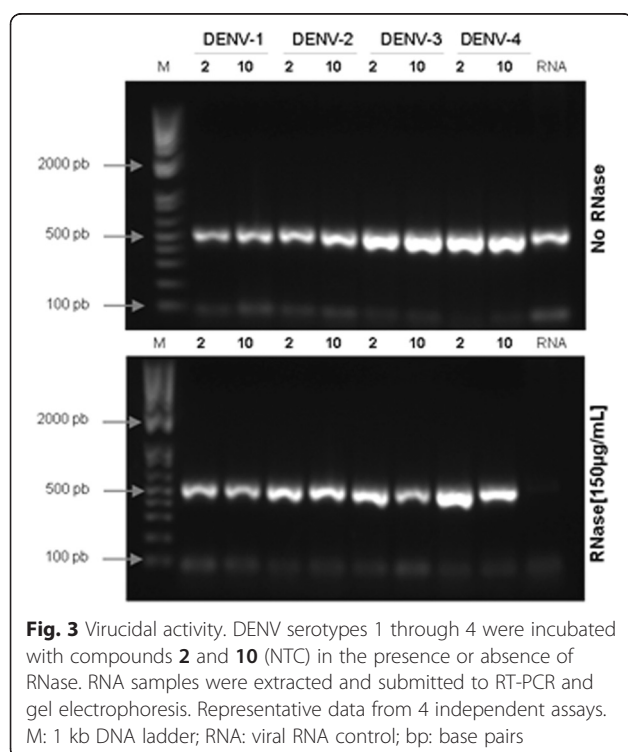 DENV-1 DENV-2 DENV-3 DENV-4
M 2 10 2 10 2 10 2 10 RNA
2000 pb
500 pb
100 pb
No RNase
M 2 10 2 10 2 10 2 10 RNA
2000 pb
500 pb
100 pb
RNase[150µg/mL]
Fig. 3 Virucidal activity. DENV serotypes 1 through 4 were incubated
with compounds 2 and 10 (NTC) in the presence or absence of
RNase. RNA samples were extracted and submitted to RT-PCR and
gel electrophoresis. Representative data from 4 independent assays.
M: 1 kb DNA ladder; RNA: viral RNA control; bp: base pairs